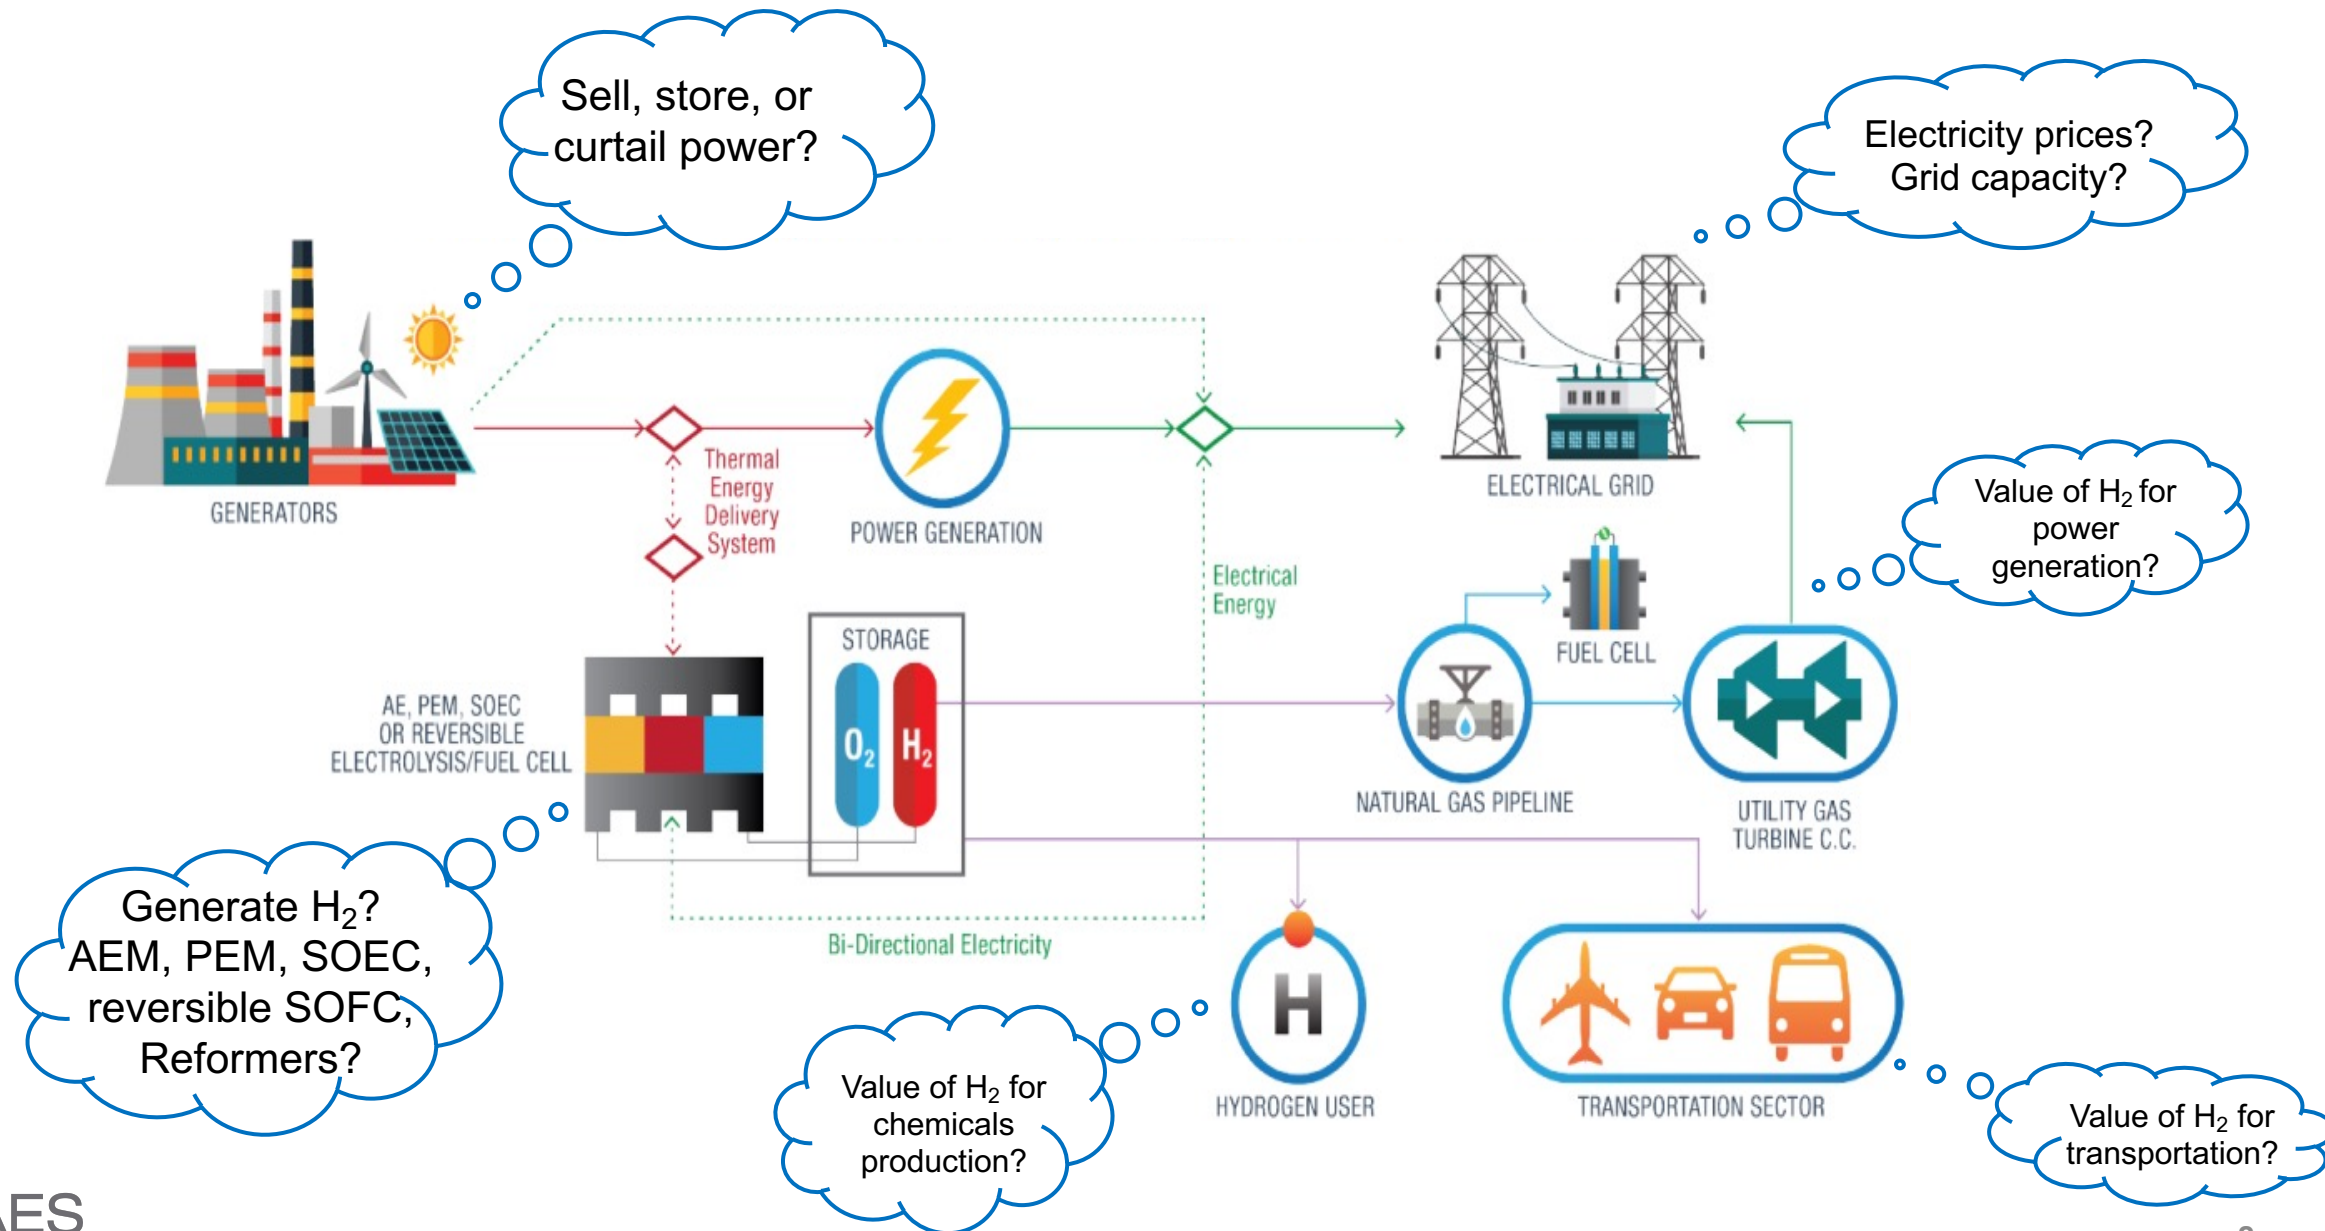 Sell, store, or
curtail power?
Electricity prices?
Grid capacity?
GENERATORS
Thermal
Energy
Delivery
System
POWER GENERATION
ELECTRICAL GRID
Value of H₂ for
power
generation?
Electrical
Energy
FUEL CELL
STORAGE
O₂
H₂
AE, PEM, SOEC
OR REVERSIBLE
ELECTROLYSIS/FUEL CELL
NATURAL GAS PIPELINE
UTILITY GAS
TURBINE C.C.
Generate H₂?
AEM, PEM, SOEC,
reversible SOFC,
Reformers?
Bi-Directional Electricity
H
HYDROGEN USER
TRANSPORTATION SECTOR
Value of H₂ for
chemicals
production?
Value of H₂ for
transportation?